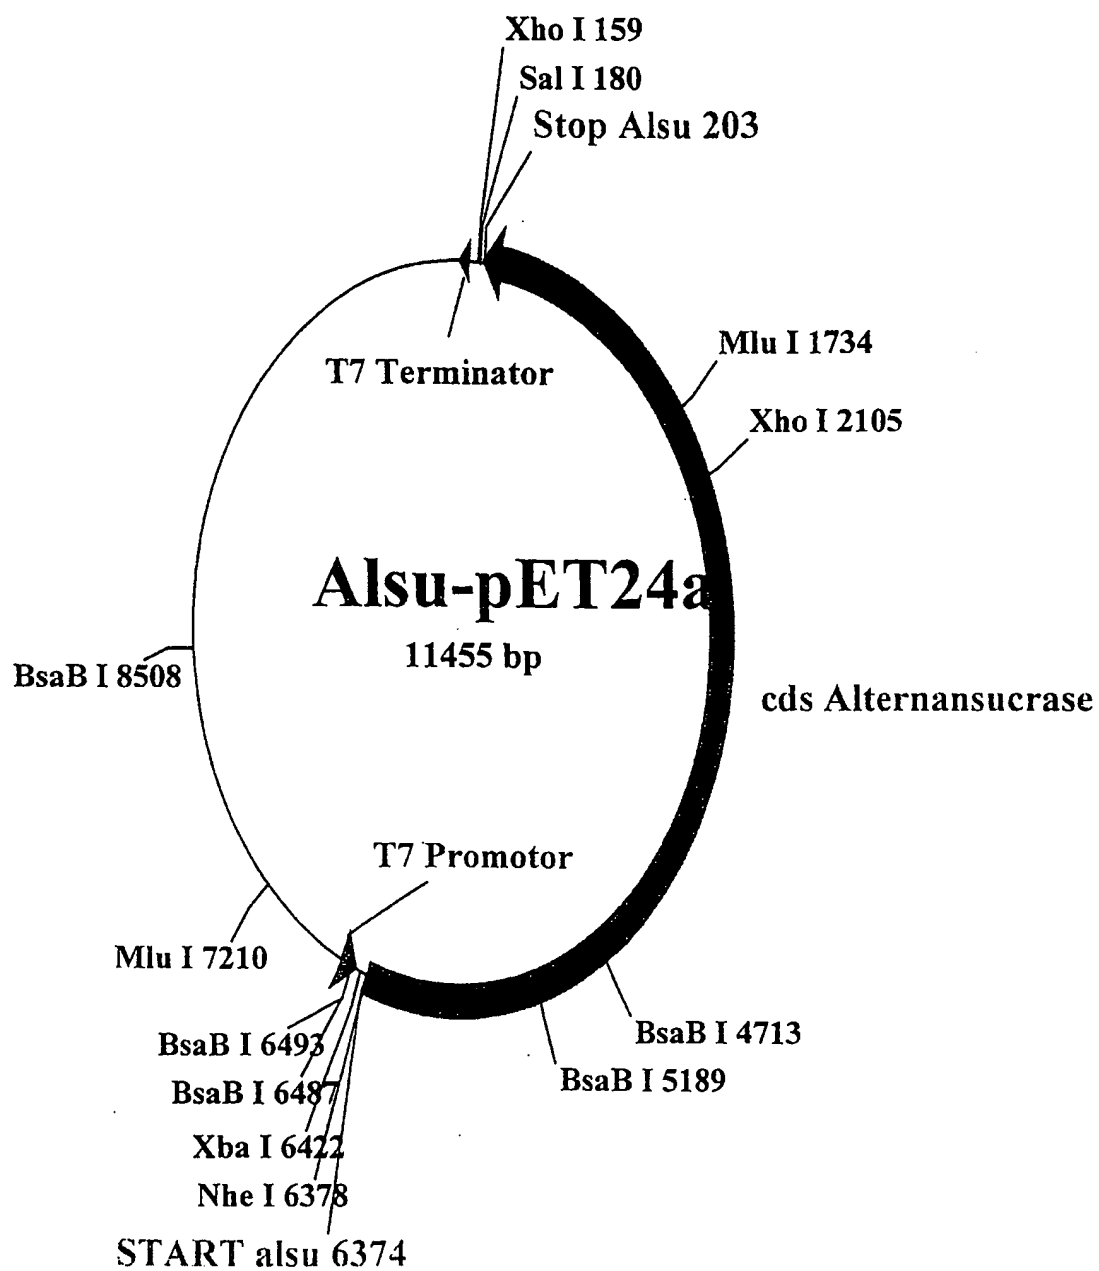 Xho I 159
Sal I 180
Stop Alsu 203
T7 Terminator
Mlu I 1734
Xho I 2105
Alsu-pET24a
11455 bp
BsaB I 8508
cds Alternansucrase
T7 Promotor
Mlu I 7210
BsaB I 6493
BsaB I 4713
BsaB I 5189
BsaB I 6487
Xba I 6422
Nhe I 6378
START alsu 6374